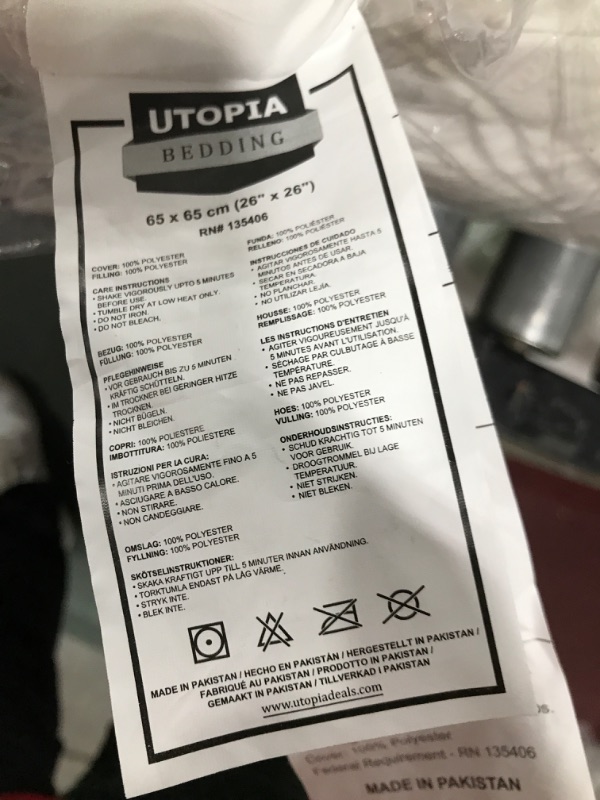 UTOPIA
BEDDING
65 x 65 cm (26" x 26")
RN# 135406
COVER: 100% POLYESTER
FILLING: 100% POLYESTER
CARE INSTRUCTIONS
• SHAKE VIGOROUSLY UPTO 5 MINUTES
BEFORE USE.
• TUMBLE DRY AT LOW HEAT ONLY.
• DO NOT IRON.
• DO NOT BLEACH.
BEZUG: 100% POLYESTER
FÜLLUNG: 100% POLYESTER
PFLEGEHINWEISE
• VOR GEBRAUCH BIS ZU 5 MINUTEN
KRÄFTIG SCHÜTTELN.
• IM TROCKNER BEI GERINGER HITZE
TROCKNEN.
• NICHT BÜGELN.
• NICHT BLEICHEN.
COPRI: 100% POLIESTERE
IMBOTTITURA: 100% POLIESTERE
ISTRUZIONI PER LA CURA:
• AGITARE VIGOROSAMENTE FINO A 5
MINUTI PRIMA DELL'USO.
• ASCIUGARE A BASSO CALORE.
• NON STIRARE.
• NON CANDEGGIARE.
OMSLAG: 100% POLYESTER
FYLLNING: 100% POLYESTER
SKÖTSELINSTRUKTIONER:
• SKAKA KRAFTIGT UPP TILL 5 MINUTER INNAN ANVÄNDNING.
• TORKTUMLA ENDAST PÅ LÅG VÄRME.
• STRYK INTE.
• BLEK INTE.
FUNDA: 100% POLIÉSTER
RELLENO: 100% POLIÉSTER
INSTRUCCIONES DE CUIDADO
• AGITAR VIGOROSAMENTE HASTA 5
MINUTOS ANTES DE USAR.
• SECAR EN SECADORA A BAJA
TEMPERATURA.
• NO PLANCHAR.
• NO UTILIZAR LEJÍA.
HOUSSE: 100% POLYESTER
REMPLISSAGE: 100% POLYESTER
LES INSTRUCTIONS D'ENTRETIEN
• AGITER VIGOUREUSEMENT JUSQU'À
5 MINUTES AVANT L'UTILISATION.
• SÉCHAGE PAR CULBUTAGE À BASSE
TEMPÉRATURE.
• NE PAS REPASSER.
• NE PAS JAVEL.
HOES: 100% POLYESTER
VULLING: 100% POLYESTER
ONDERHOUDSINSTRUCTIES:
• SCHUD KRACHTIG TOT 5 MINUTEN
VOOR GEBRUIK.
• DROOGTROMMEL BIJ LAGE
TEMPERATUUR.
• NIET STRIJKEN.
• NIET BLEKEN.
MADE IN PAKISTAN / HECHO EN PAKISTÁN / HERGESTELLT IN PAKISTAN /
FABRIQUÉ AU PAKISTAN / PRODOTTO IN PAKISTAN /
GEMAAKT IN PAKISTAN / TILLVERKAD I PAKISTAN
www.utopiadeals.com
Cover: 100% Polyester
Federal Requirement - RN 135406
MADE IN PAKISTAN